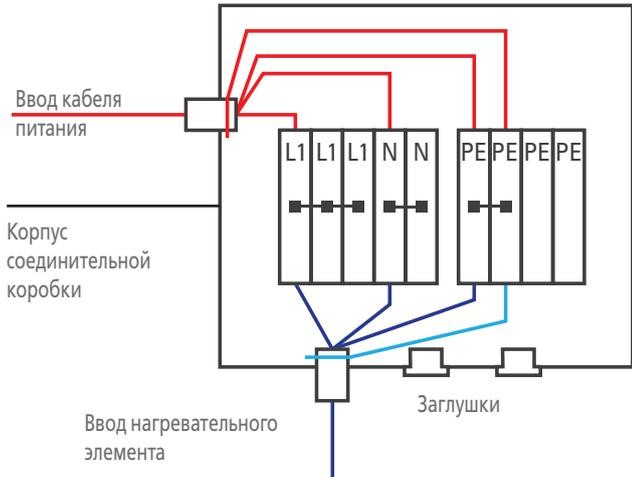 Ввод кабеля
питания
L1 L1 L1 N N PE PE PE PE
Корпус
соединительной
коробки
Заглушки
Ввод нагревательного
элемента